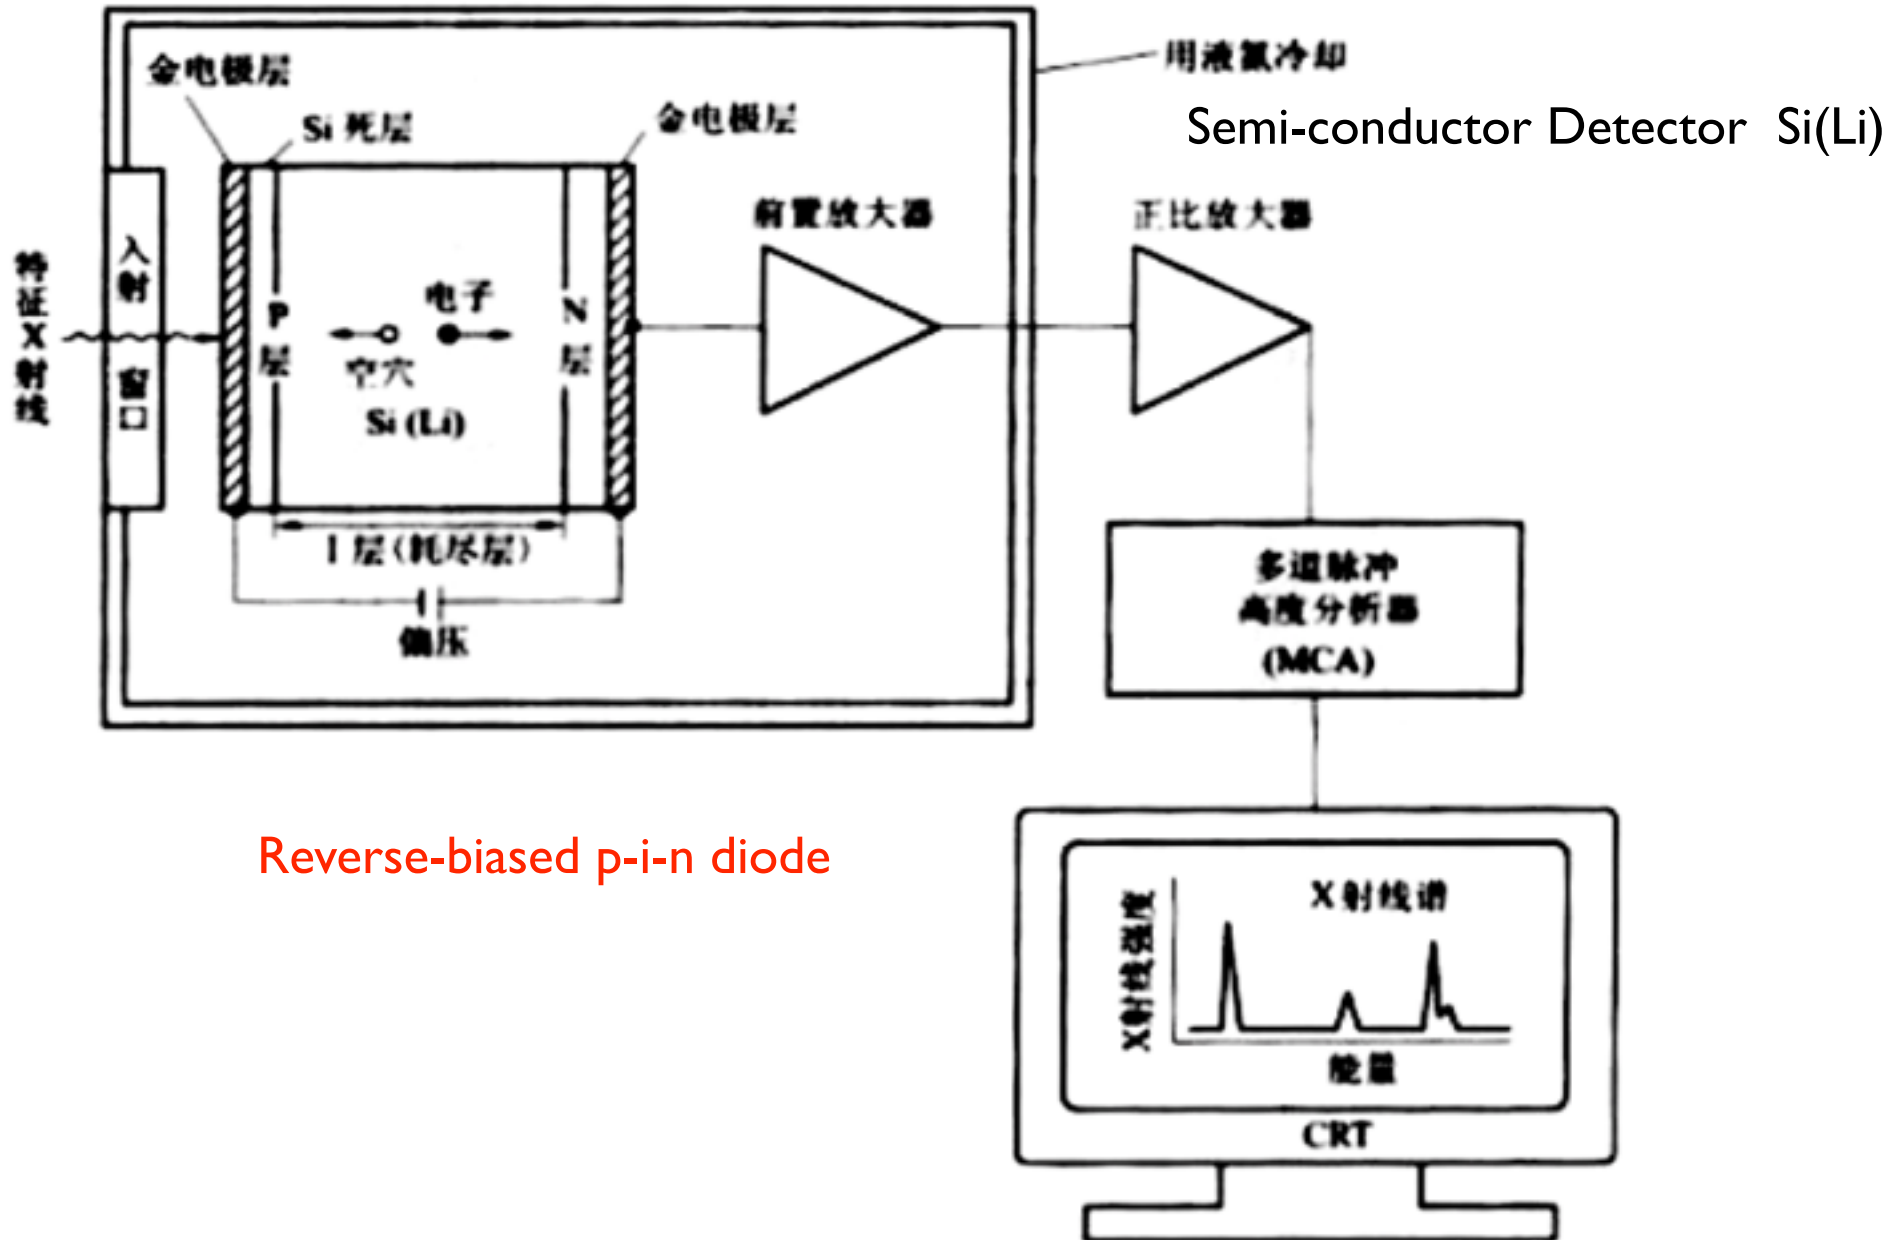 用液氮冷却
金电极层
Si 死层
金电极层
Semi-conductor Detector Si(Li)
前置放大器
正比放大器
特征X射线
入射窗口
P层
电子
空穴
Si (Li)
N层
I 层(耗尽层)
偏压
多道脉冲
高度分析器
(MCA)
Reverse-biased p-i-n diode
X射线谱
X射线强度
能量
CRT